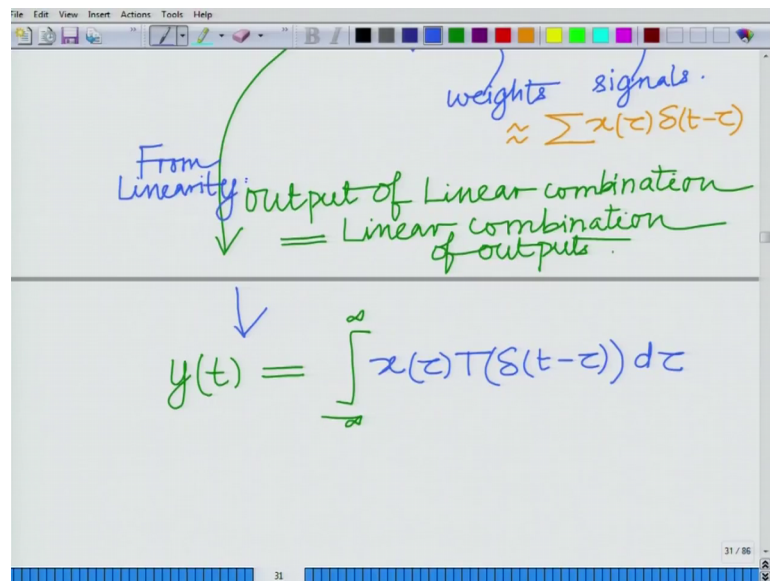 File Edit View Insert Actions Tools Help
B I
weights signals.
≈ ∑ x(τ) δ(t-τ)
From
Linearity:
output of Linear combination
= Linear combination
of outputs.
y(t) = ∫_{-∞}^{∞} x(τ) T(δ(t-τ)) dτ
31 / 86
31